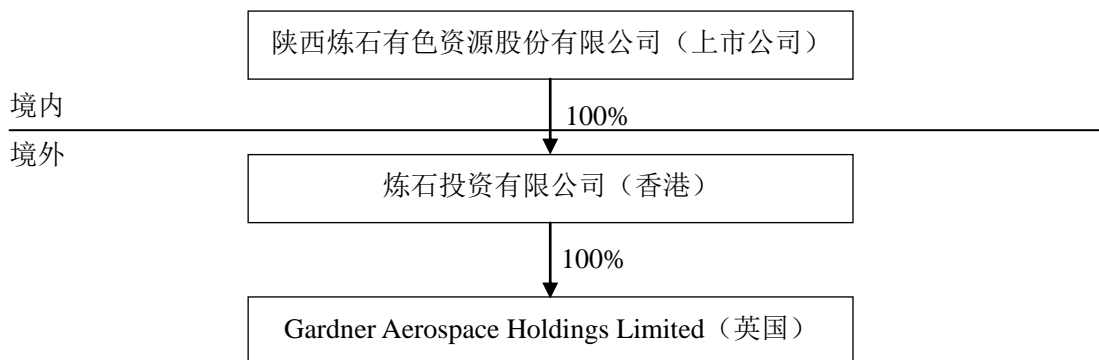 陕西炼石有色资源股份有限公司（上市公司）
境内
100%
境外
炼石投资有限公司（香港）
100%
Gardner Aerospace Holdings Limited（英国）